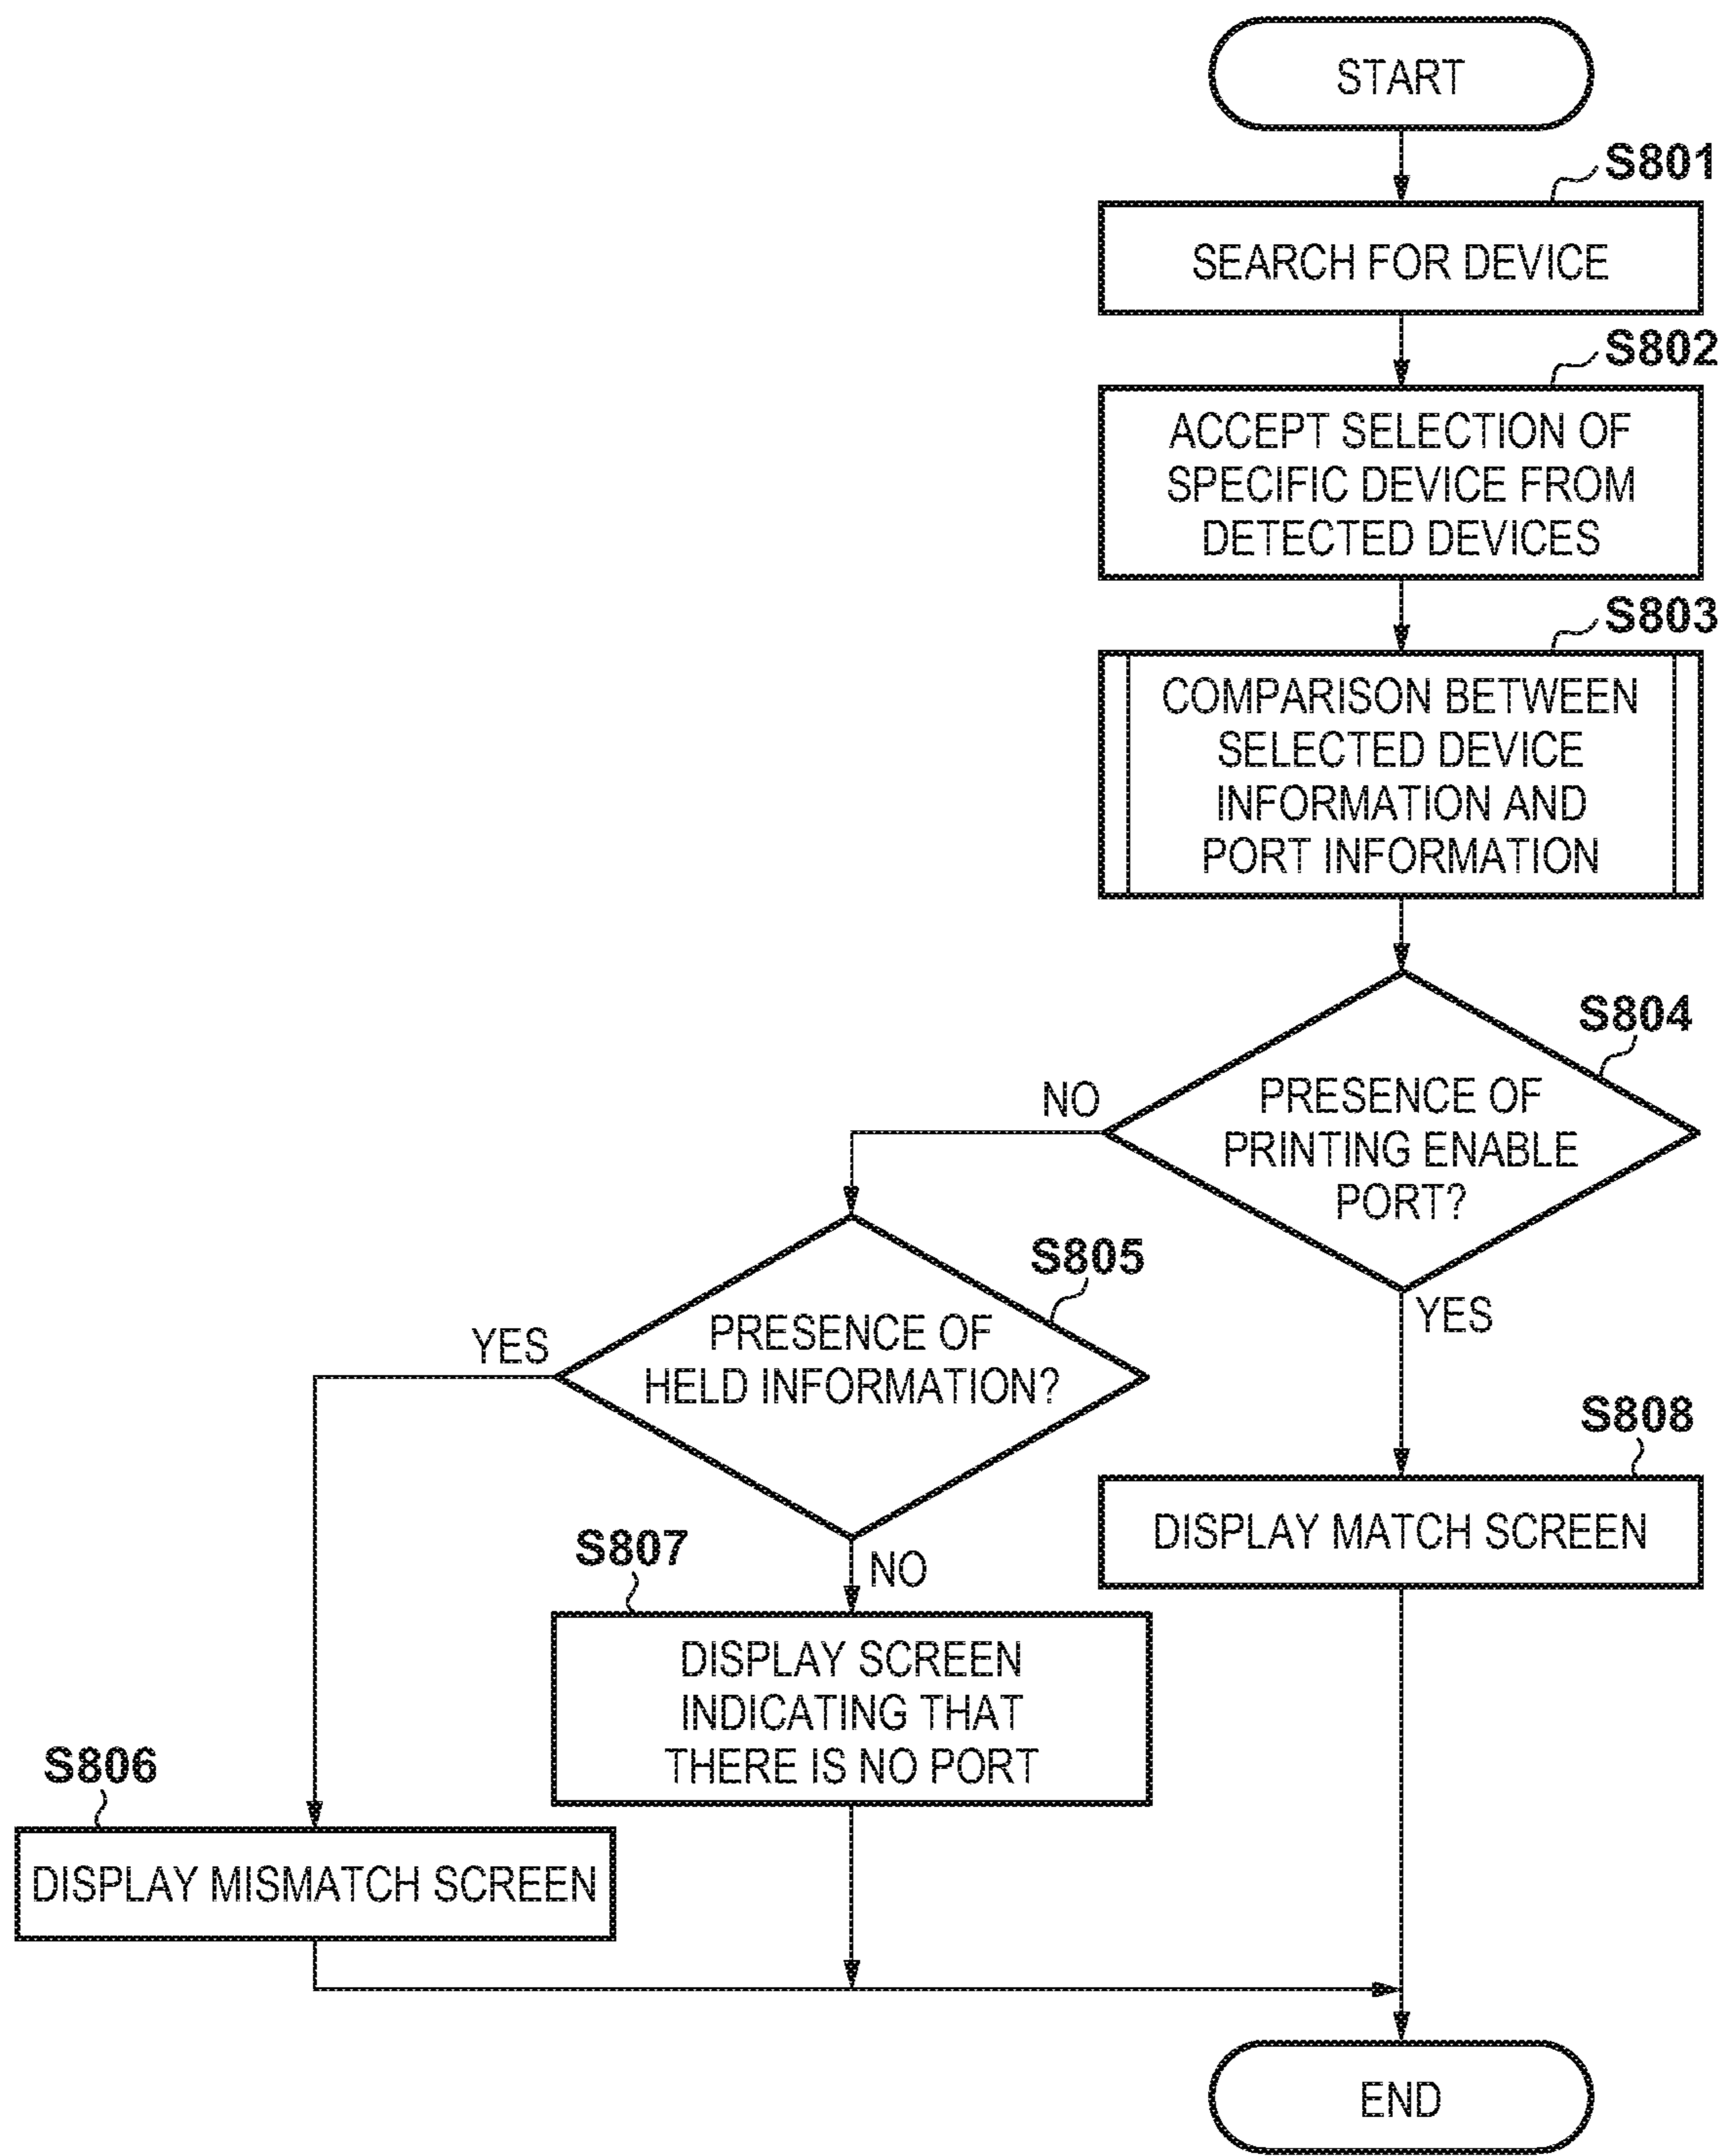 START
S801
SEARCH FOR DEVICE
S802
ACCEPT SELECTION OF
SPECIFIC DEVICE FROM
DETECTED DEVICES
S803
COMPARISON BETWEEN
SELECTED DEVICE
INFORMATION AND
PORT INFORMATION
S804
PRESENCE OF
PRINTING ENABLE
PORT?
NO
YES
S805
PRESENCE OF
HELD INFORMATION?
YES
NO
S808
DISPLAY MATCH SCREEN
S807
DISPLAY SCREEN
INDICATING THAT
THERE IS NO PORT
S806
DISPLAY MISMATCH SCREEN
END